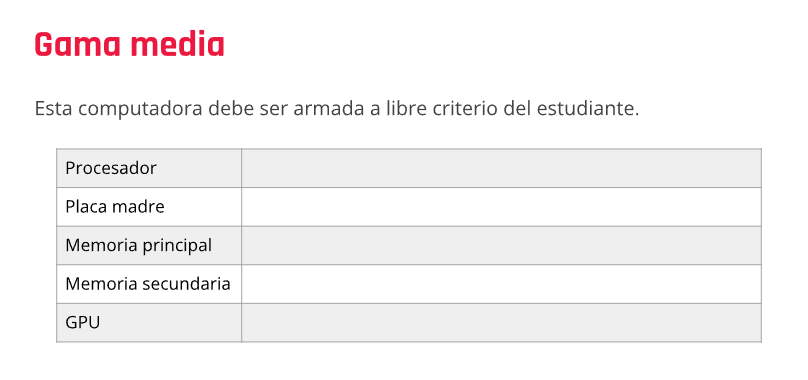 Gama media
Esta computadora debe ser armada a libre criterio del estudiante.
Procesador
Placa madre
Memoria principal
Memoria secundaria
GPU